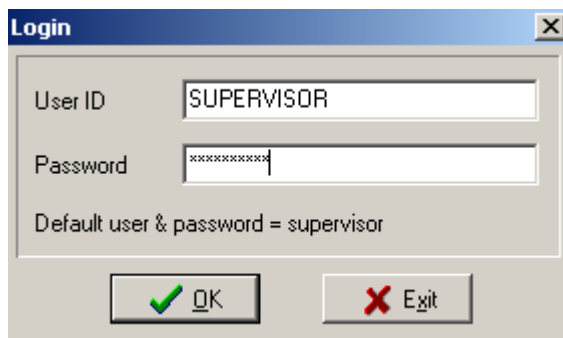 Login
User ID SUPERVISOR
Password **********
Default user & password = supervisor
OK Exit